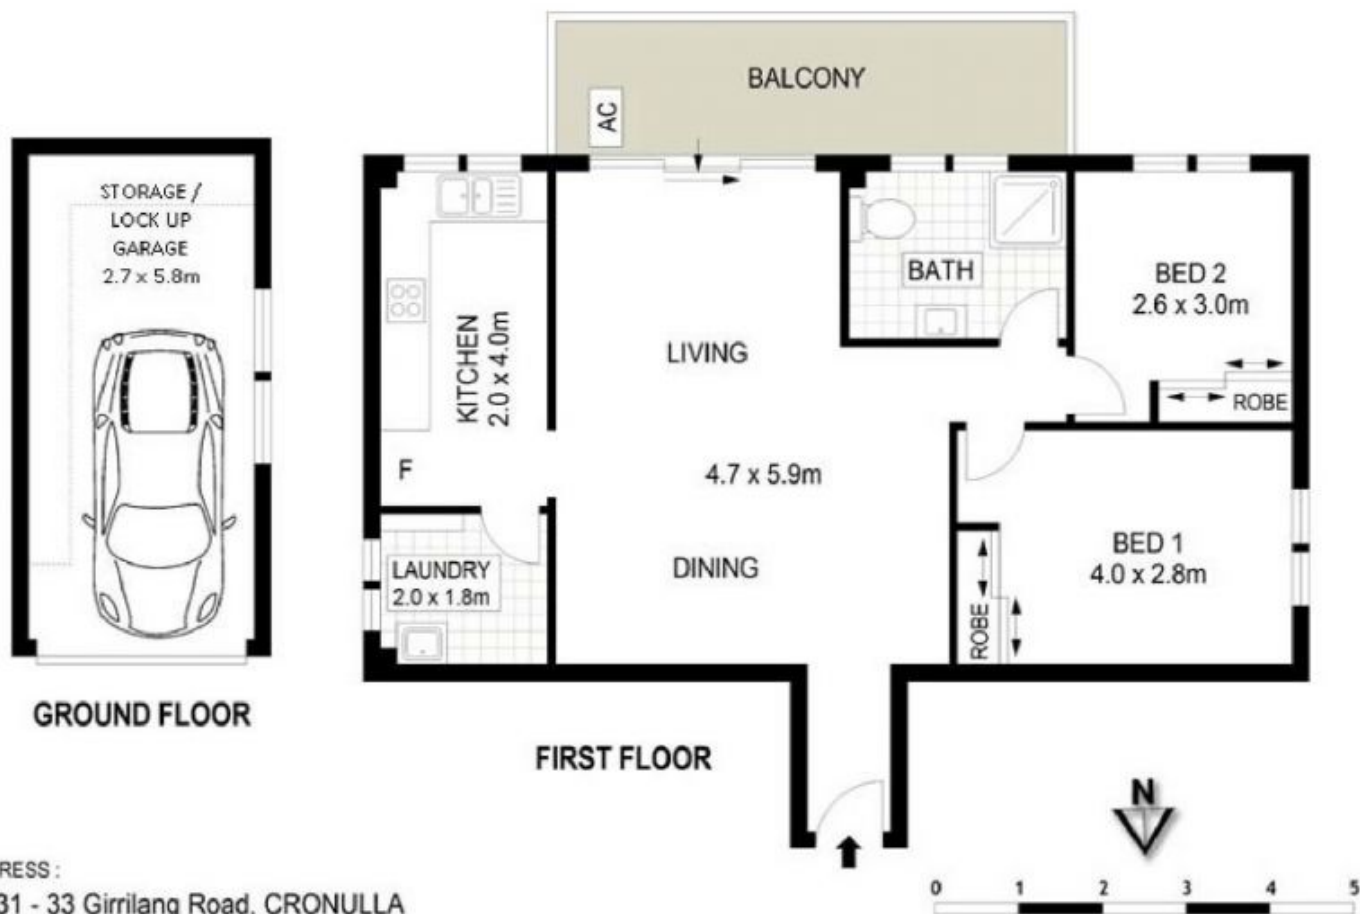 BALCONY
AC
STORAGE /
LOCK UP
GARAGE
2.7 x 5.8m
KITCHEN
2.0 x 4.0m
F
LIVING
4.7 x 5.9m
DINING
BATH
BED 2
2.6 x 3.0m
ROBE
BED 1
4.0 x 2.8m
ROBE
LAUNDRY
2.0 x 1.8m
GROUND FLOOR
FIRST FLOOR
N
RESS :
31 - 33 Girrilang Road, CRONULLA
0 1 2 3 4 5